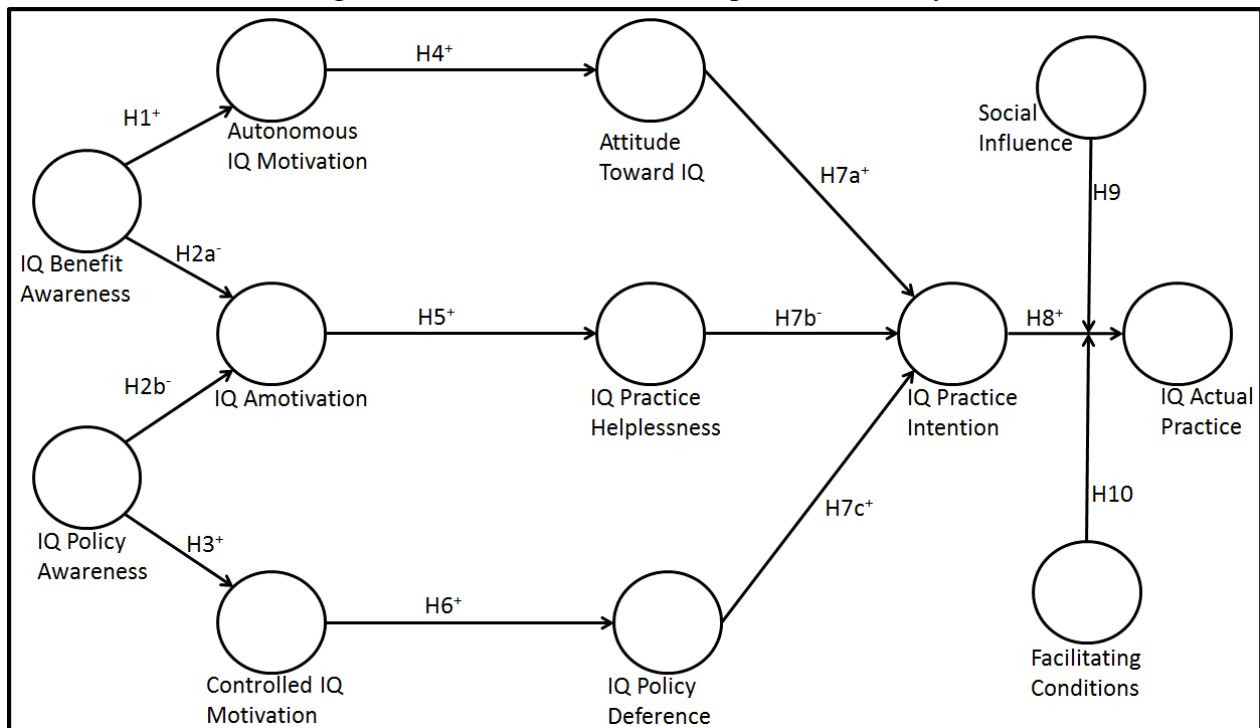 H1⁺
Autonomous
IQ Motivation
H4⁺
Attitude
Toward IQ
Social
Influence
H7a⁺
H9
IQ Benefit
Awareness
H2a⁻
H5⁺
H7b⁻
H8⁺
H2b⁻
IQ Amotivation
IQ Practice
Helplessness
IQ Practice
Intention
IQ Actual
Practice
IQ Policy
Awareness
H3⁺
H6⁺
H7c⁺
H10
Controlled IQ
Motivation
IQ Policy
Deference
Facilitating
Conditions